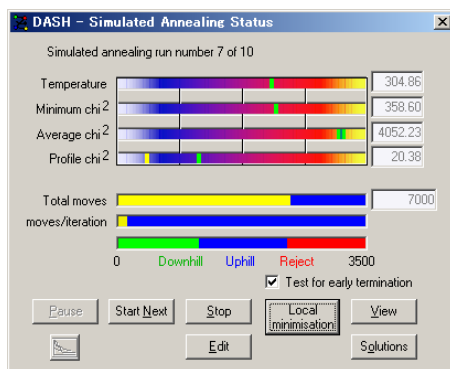 DASH - Simulated Annealing Status
Simulated annealing run number 7 of 10
Temperature 304.86
Minimum chi 2 358.60
Average chi 2 4052.23
Profile chi 2 20.38
Total moves 7000
moves/iteration
0 Downhill Uphill Reject 3500
Test for early termination
Pause Start Next Stop Local minimisation View
Edit Solutions